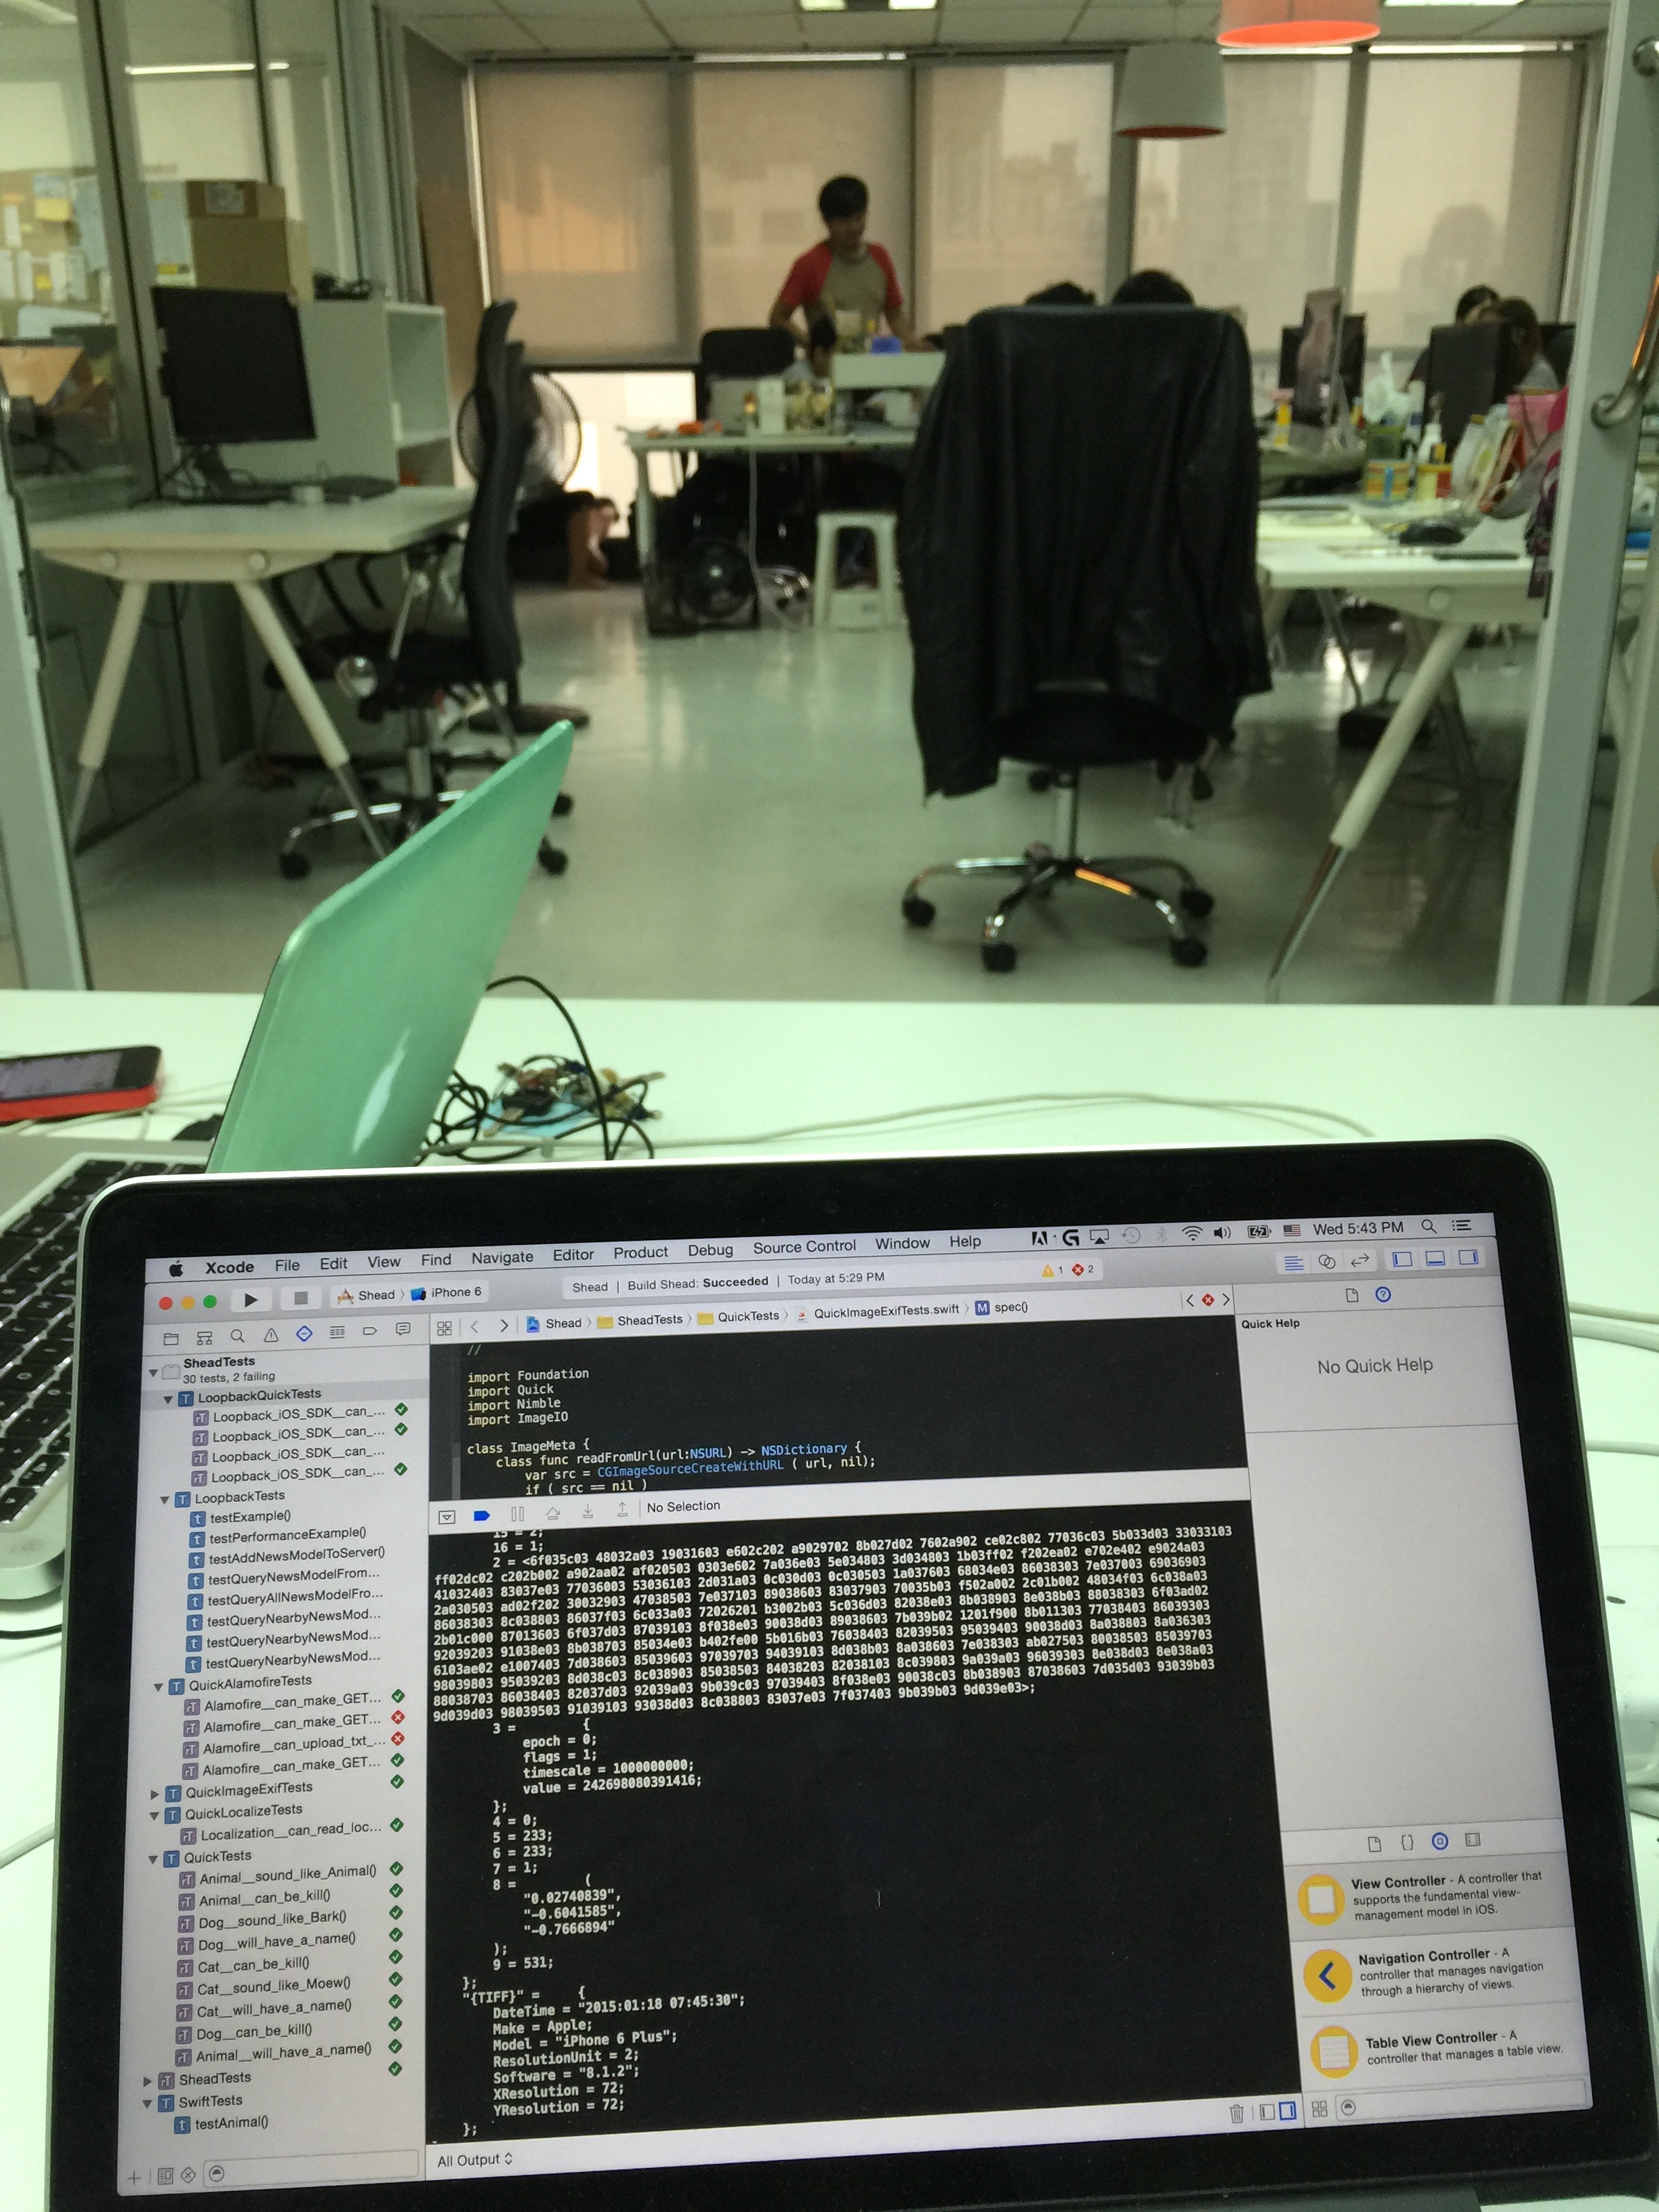 Xcode File Edit View Find Navigate Editor Product Debug Source Control Window Help Wed 5:43 PM
Shead iPhone 6
Shead | Build Shead: Succeeded | Today at 5:29 PM
1 2
Shead SheadTests QuickTests QuickImageExifTests.swift M spec()
SheadTests
30 tests, 2 failing
LoopbackQuickTests
Loopback_iOS_SDK__can_...
Loopback_iOS_SDK__can_...
Loopback_iOS_SDK__can_...
Loopback_iOS_SDK__can_...
LoopbackTests
testExample()
testPerformanceExample()
testAddNewsModelToServer()
testQueryNewsModelFrom...
testQueryAllNewsModelFro...
testQueryNearbyNewsMod...
testQueryNearbyNewsMod...
testQueryNearbyNewsMod...
QuickAlamofireTests
Alamofire__can_make_GET...
Alamofire__can_make_GET...
Alamofire__can_upload_txt_...
Alamofire__can_make_GET...
QuickImageExifTests
QuickLocalizeTests
Localization__can_read_loc...
QuickTests
Animal__sound_like_Animal()
Animal__can_be_kill()
Dog__sound_like_Bark()
Dog__will_have_a_name()
Cat__can_be_kill()
Cat__sound_like_Moew()
Cat__will_have_a_name()
Dog__can_be_kill()
Animal__will_have_a_name()
SheadTests
SwiftTests
testAnimal()
//
import Foundation
import Quick
import Nimble
import ImageIO
class ImageMeta {
class func readFromUrl(url:NSURL) -> NSDictionary {
var src = CGImageSourceCreateWithURL ( url, nil);
if ( src == nil )
No Selection
15 = 2;
16 = 1;
2 = <6f035c03 48032a03 19031603 e602c202 a9029702 8b027d02 7602a902 ce02c802 77036c03 5b033d03 33033103
ff02dc02 c202b002 a902aa02 af020503 0303e602 7a036e03 5e034803 3d034803 1b03ff02 f202ea02 e702e402 e9024a03
41032403 83037e03 77036003 53036103 2d031a03 0c030d03 0c030503 1a037603 68034e03 86038303 7e037003 69036903
2a030503 ad02f202 30032903 47038503 7e037103 89038603 83037903 70035b03 f502a002 2c01b002 48034f03 6c038a03
86038303 8c038803 86037f03 6c033a03 72026201 b3002b03 5c036d03 82038e03 8b038903 8e038b03 88038303 6f03ad02
2b01c000 87013603 6f037d03 87039103 8f038e03 90038d03 89038603 7b039b02 1201f900 8b011303 77038403 86039303
92039203 91038e03 8b038703 85034e03 b402fe00 5b016b03 76038403 82039503 95039403 90038d03 8a038803 8a036303
6103ae02 e1007403 7d038603 85039603 97039703 94039103 8d038b03 8a038603 7e038303 ab027503 80038503 85039703
98039803 95039203 8d038c03 8c038903 85038503 84038203 82038103 8c039803 9a039a03 96039303 8e038d03 8e038a03
88038703 86038403 82037d03 92039a03 9b039c03 97039403 8f038e03 90038c03 8b038903 87038603 7d035d03 93039b03
9d039d03 98039503 91039103 93038d03 8c038803 83037e03 7f037403 9b039b03 9d039e03>;
3 = {
epoch = 0;
flags = 1;
timescale = 1000000000;
value = 242698080391416;
};
4 = 0;
5 = 233;
6 = 233;
7 = 1;
8 = (
"0.02740839",
"-0.6041585",
"-0.7666894"
);
9 = 531;
};
"{TIFF}" = {
DateTime = "2015:01:18 07:45:30";
Make = Apple;
Model = "iPhone 6 Plus";
ResolutionUnit = 2;
Software = "8.1.2";
XResolution = 72;
YResolution = 72;
};
All Output
Quick Help
No Quick Help
View Controller - A controller that
supports the fundamental view-
management model in iOS.
Navigation Controller - A
controller that manages navigation
through a hierarchy of views.
Table View Controller - A
controller that manages a table view.